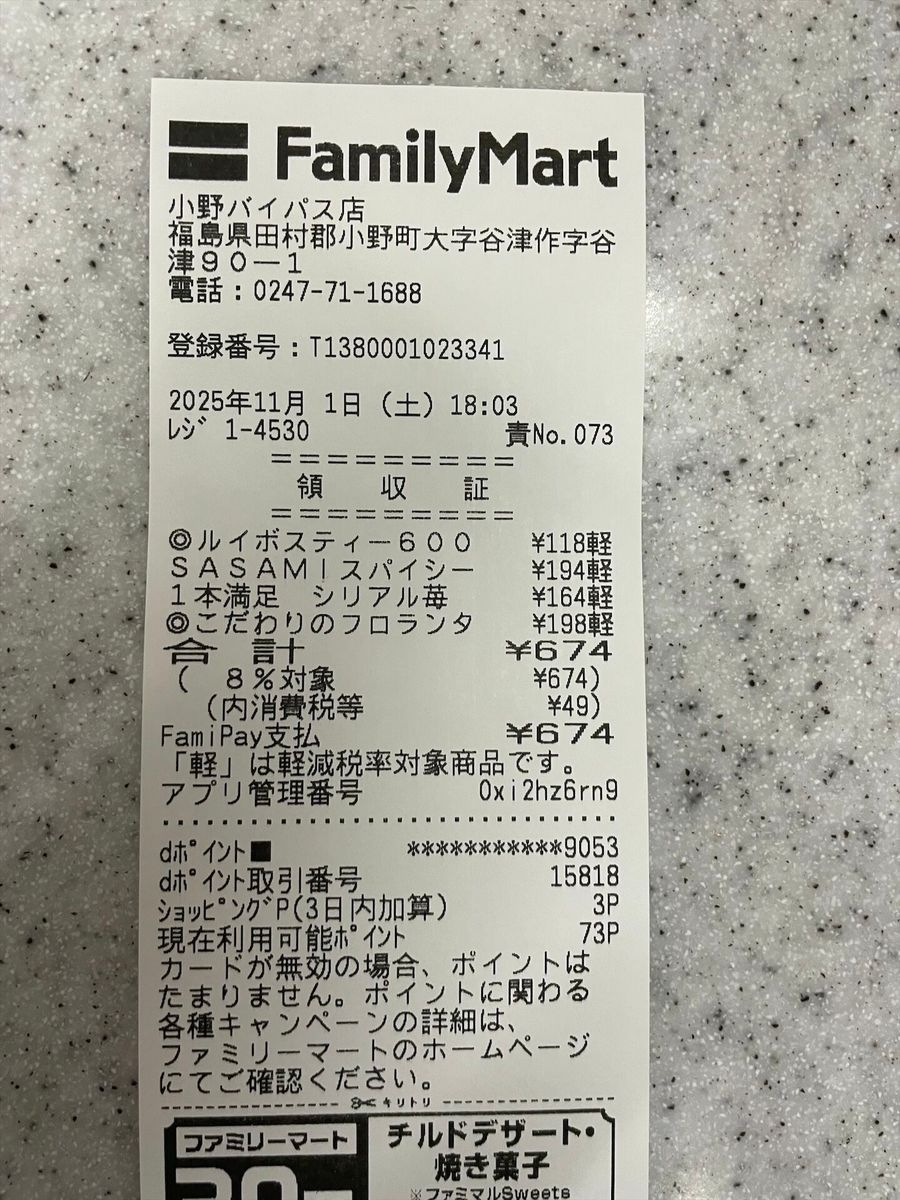 FamilyMart
小野バイパス店
福島県田村郡小野町大字谷津作字谷
津９０－１
電話：0247-71-1688
登録番号：T1380001023341
2025年11月 1日（土）18:03
ﾚｼﾞ 1-4530 責No.073
＝＝＝＝＝＝＝＝＝
領 収 証
＝＝＝＝＝＝＝＝＝
◎ルイボスティー６００ ¥118軽
ＳＡＳＡＭＩスパイシー ¥194軽
１本満足 シリアル苺 ¥164軽
◎こだわりのフロランタ ¥198軽
合 計 ¥674
（ ８％対象 ¥674）
（内消費税等 ¥49）
FamiPay支払 ¥674
「軽」は軽減税率対象商品です。
アプリ管理番号 0xi2hz6rn9
dﾎﾟｲﾝﾄ■ ***********9053
dﾎﾟｲﾝﾄ取引番号 15818
ｼｮｯﾋﾟﾝｸﾞP(3日内加算) 3P
現在利用可能ﾎﾟｲﾝﾄ 73P
カードが無効の場合、ポイントは
たまりません。ポイントに関わる
各種キャンペーンの詳細は、
ファミリーマートのホームページ
にてご確認ください。
キリトリ
ファミリーマート
チルドデザート・
焼き菓子
※ファミマルSweets